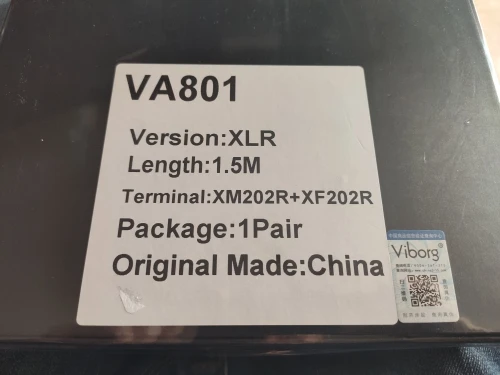 VA801
Version:XLR
Length:1.5M
Terminal:XM202R+XF202R
Package:1Pair
Original Made:China
Viborg®